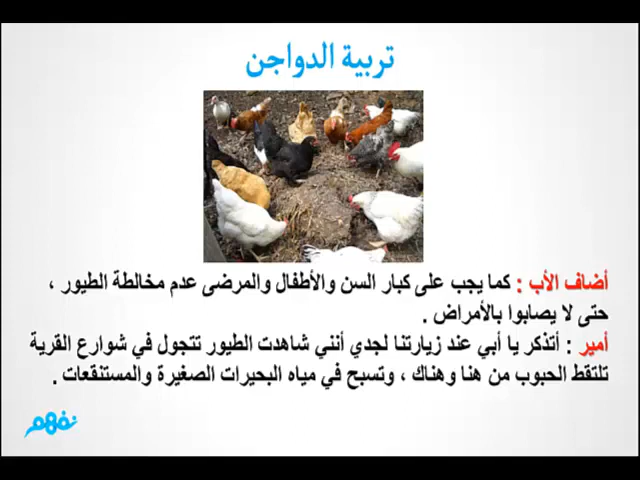 تربية الدواجن
أضاف الأب : كما يجب على كبار السن والأطفال والمرضى عدم مخالطة الطيور ،
حتى لا يصابوا بالأمراض .
أمير : أتذكر يا أبي عند زيارتنا لجدي أنني شاهدت الطيور تتجول في شوارع القرية
تلتقط الحبوب من هنا وهناك ، وتسبح في مياه البحيرات الصغيرة والمستنقعات .
نفهم